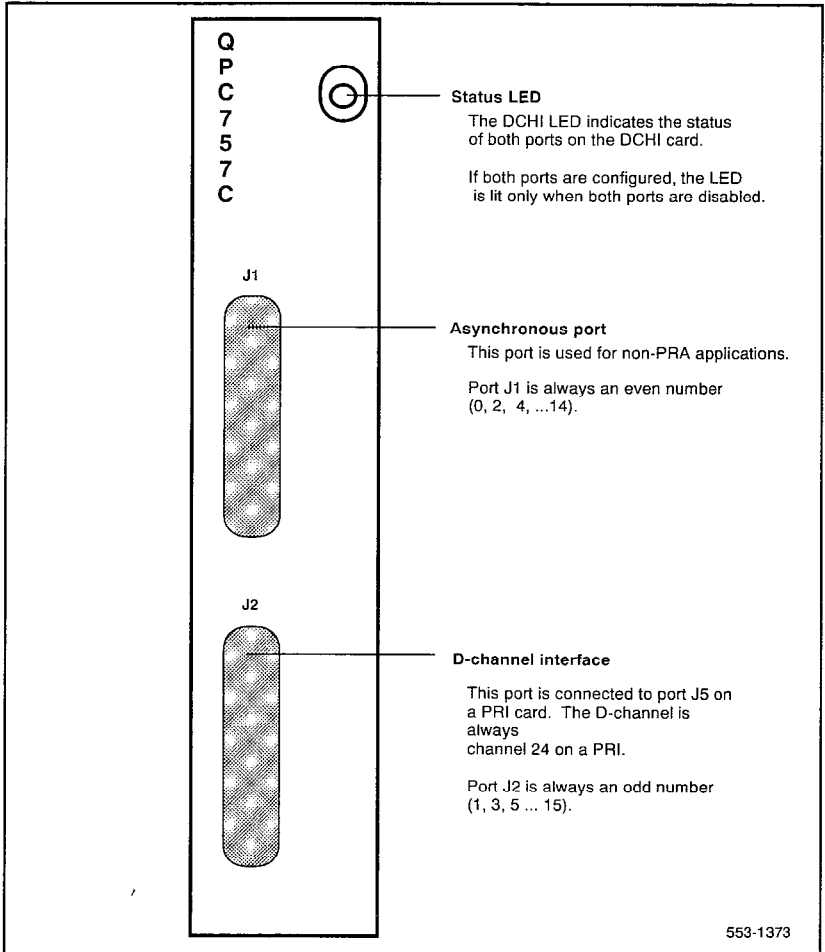 Q
P
C
7
5
7
C
Status LED
The DCHI LED indicates the status
of both ports on the DCHI card.
If both ports are configured, the LED
is lit only when both ports are disabled.
J1
Asynchronous port
This port is used for non-PRA applications.
Port J1 is always an even number
(0, 2, 4, ...14).
J2
D-channel interface
This port is connected to port J5 on
a PRI card. The D-channel is
always
channel 24 on a PRI.
Port J2 is always an odd number
(1, 3, 5 ... 15).
553-1373